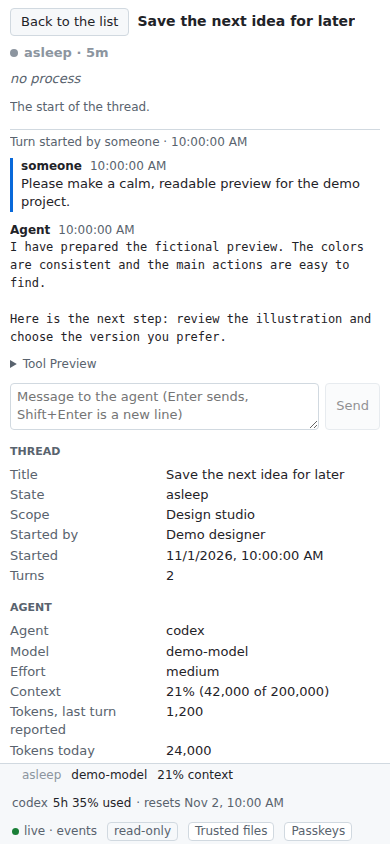 Back to the list Save the next idea for later
asleep · 5m
no process
The start of the thread.
Turn started by someone · 10:00:00 AM
someone 10:00:00 AM
Please make a calm, readable preview for the demo
project.
Agent 10:00:00 AM
I have prepared the fictional preview. The colors
are consistent and the main actions are easy to
find.
Here is the next step: review the illustration and
choose the version you prefer.
Tool Preview
Message to the agent (Enter sends,
Shift+Enter is a new line)
Send
THREAD
Title Save the next idea for later
State asleep
Scope Design studio
Started by Demo designer
Started 11/1/2026, 10:00:00 AM
Turns 2
AGENT
Agent codex
Model demo-model
Effort medium
Context 21% (42,000 of 200,000)
Tokens, last turn reported 1,200
Tokens today 24,000
asleep demo-model 21% context
codex 5h 35% used · resets Nov 2, 10:00 AM
live · events read-only Trusted files Passkeys